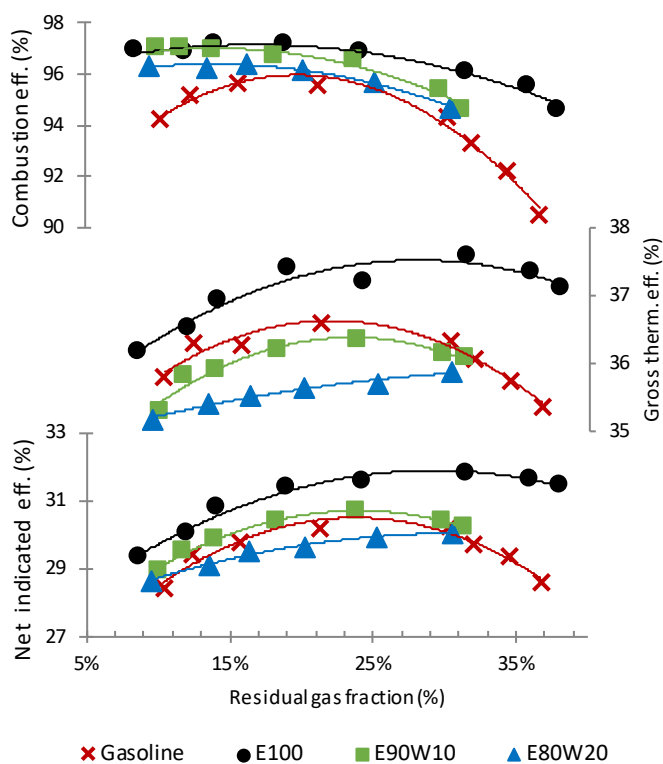 Combustion eff. (%)
98
96
94
92
90
Gross therm. eff. (%)
38
37
36
35
Net indicated eff. (%)
33
31
29
27
5%
15%
25%
35%
Residual gas fraction (%)
Gasoline
E100
E90W10
E80W20